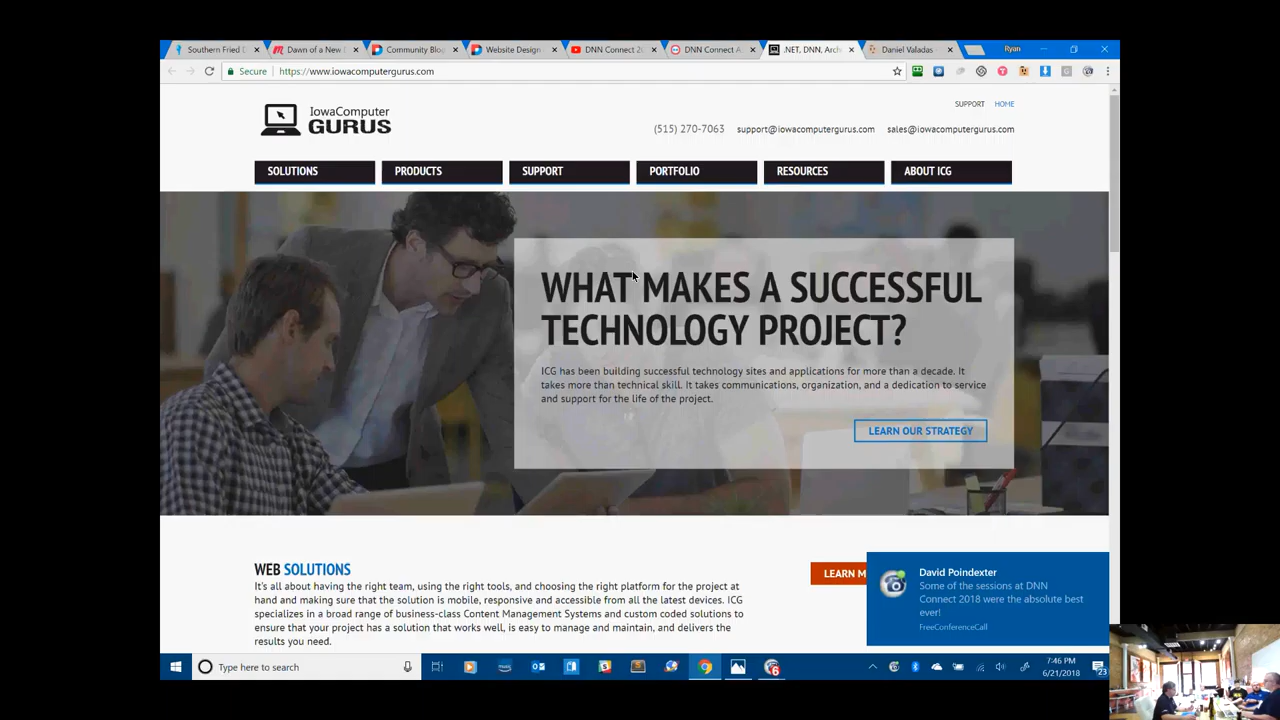 Southern Fried D
Dawn of a New D
Community Blog
Website Design
DNN Connect 20
DNN Connect A
.NET, DNN, Arch
Daniel Valadas -
Ryan
Secure
https://www.iowacomputergurus.com
SUPPORT
HOME
IowaComputer
GURUS
(515) 270-7063
support@iowacomputergurus.com
sales@iowacomputergurus.com
SOLUTIONS
PRODUCTS
SUPPORT
PORTFOLIO
RESOURCES
ABOUT ICG
WHAT MAKES A SUCCESSFUL
TECHNOLOGY PROJECT?
ICG has been building successful technology sites and applications for more than a decade. It
takes more than technical skill. It takes communications, organization, and a dedication to service
and support for the life of the project.
LEARN OUR STRATEGY
WEB SOLUTIONS
It's all about having the right team, using the right tools, and choosing the right platform for the project at
hand and making sure that the solution is mobile, responsive and accessible from all the latest devices. ICG
specializes in a broad range of business-class Content Management Systems and custom coded solutions to
ensure that your project has a solution that works well, is easy to manage and maintain, and delivers the
results you need.
LEARN M
David Poindexter
Some of the sessions at DNN
Connect 2018 were the absolute best
ever!
FreeConferenceCall
Type here to search
7:46 PM
6/21/2018
23